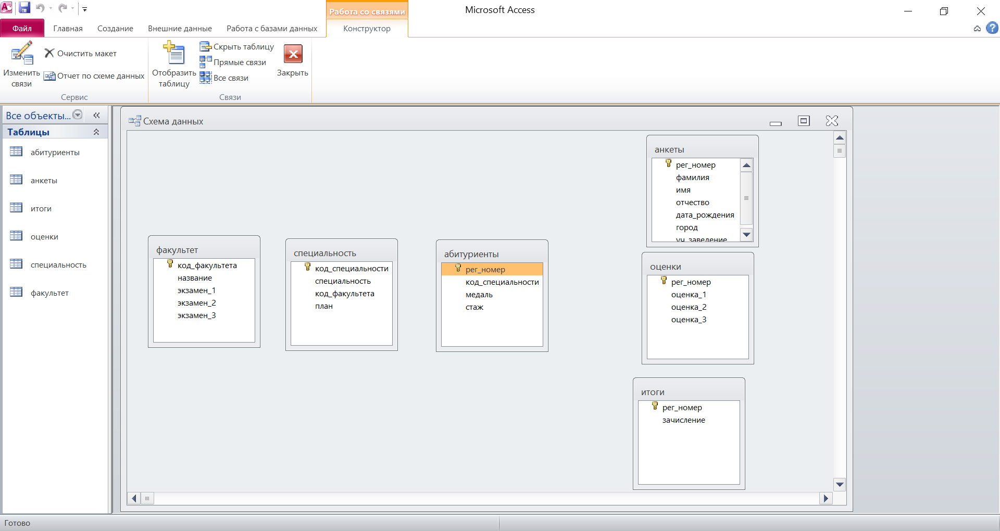 Работа со связями
Microsoft Access
Файл
Главная
Создание
Внешние данные
Работа с базами данных
Конструктор
Изменить связи
Очистить макет
Отчет по схеме данных
Сервис
Отобразить таблицу
Скрыть таблицу
Прямые связи
Все связи
Закрыть
Связи
Все объекты...
Таблицы
абитуриенты
анкеты
итоги
оценки
специальность
факультет
Схема данных
факультет
код_факультета
название
экзамен_1
экзамен_2
экзамен_3
специальность
код_специальности
специальность
код_факультета
план
абитуриенты
рег_номер
код_специальности
медаль
стаж
анкеты
рег_номер
фамилия
имя
отчество
дата_рождения
город
уч_заведение
оценки
рег_номер
оценка_1
оценка_2
оценка_3
итоги
рег_номер
зачисление
Готово